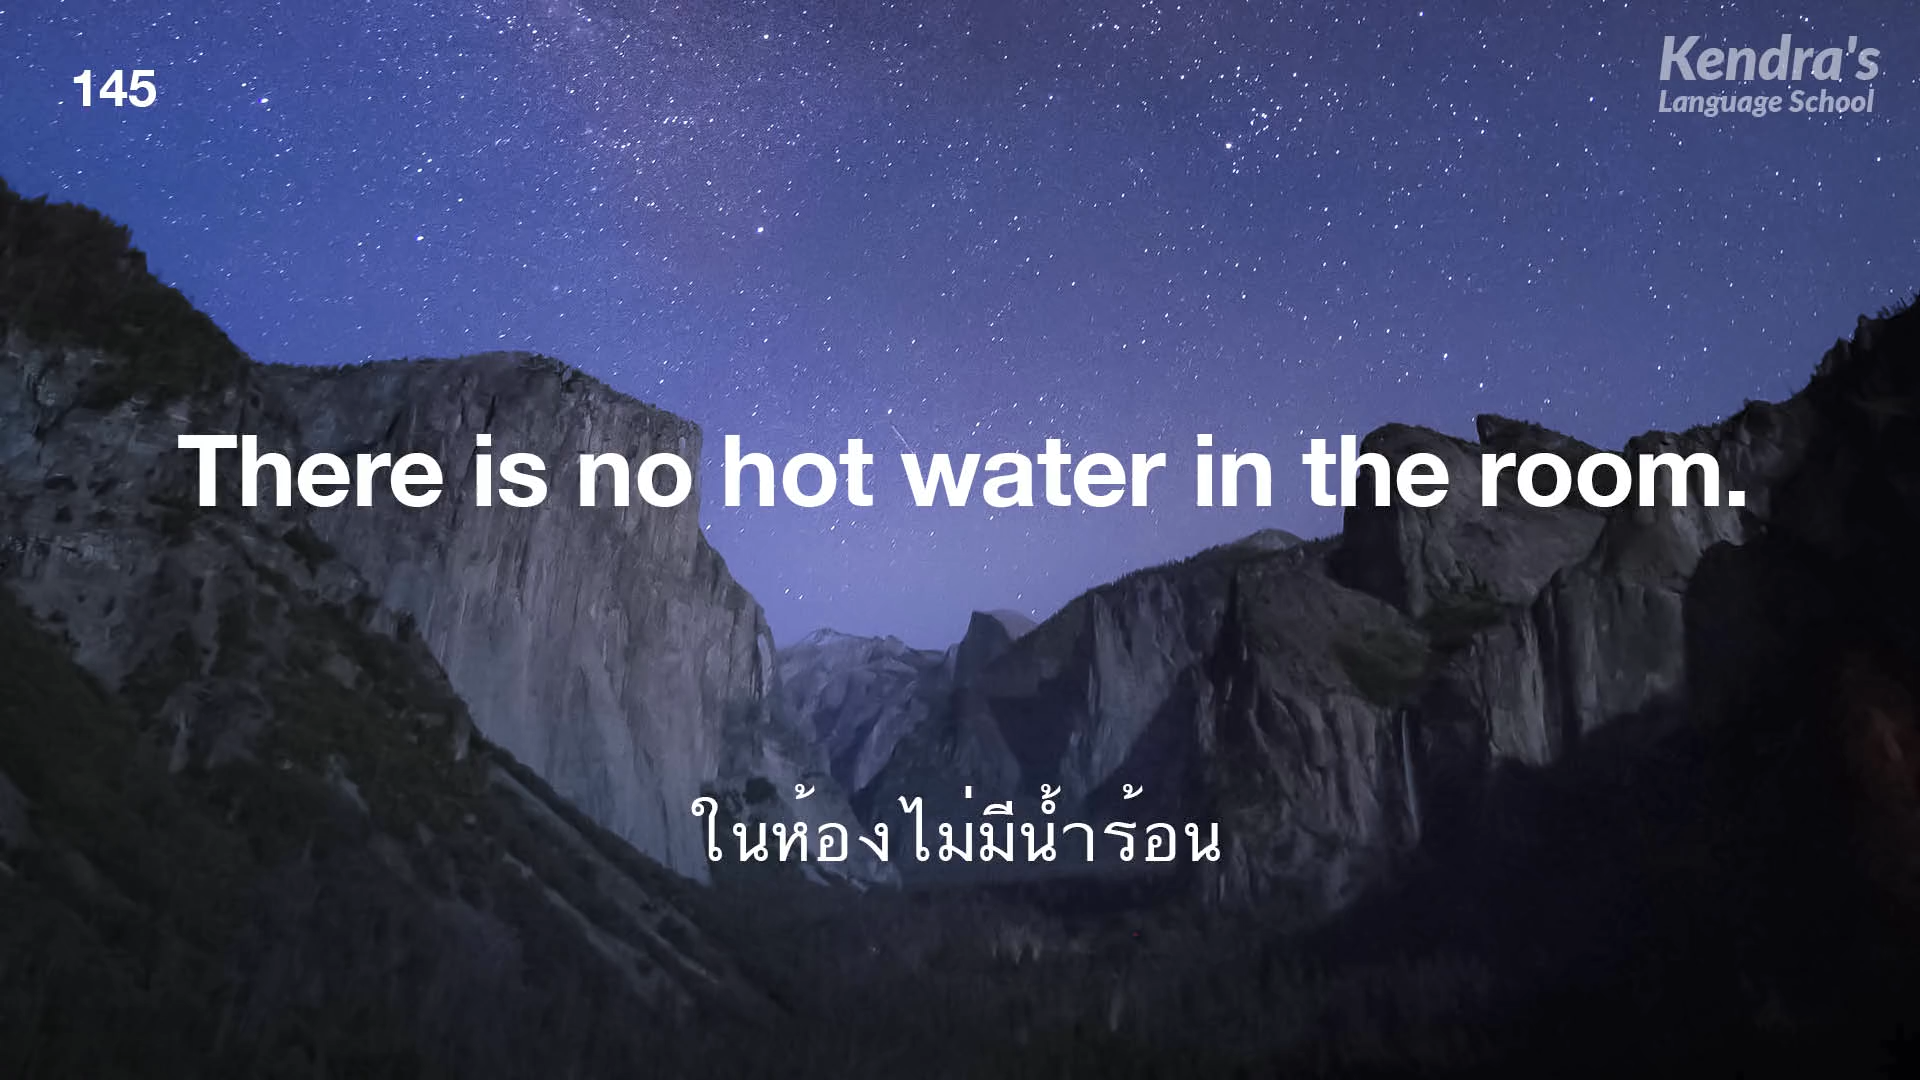 145
Kendra's
Language School
There is no hot water in the room.
ในห้องไม่มีน้ำร้อน